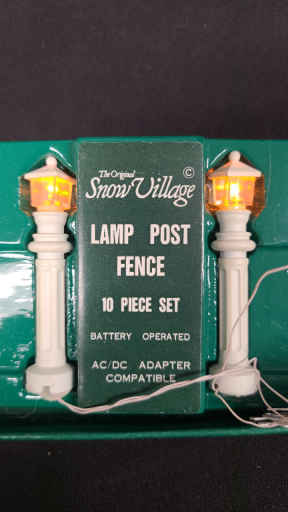 The Original
Snow Village ©
LAMP POST
FENCE
10 PIECE SET
BATTERY OPERATED
AC/DC ADAPTER
COMPATIBLE